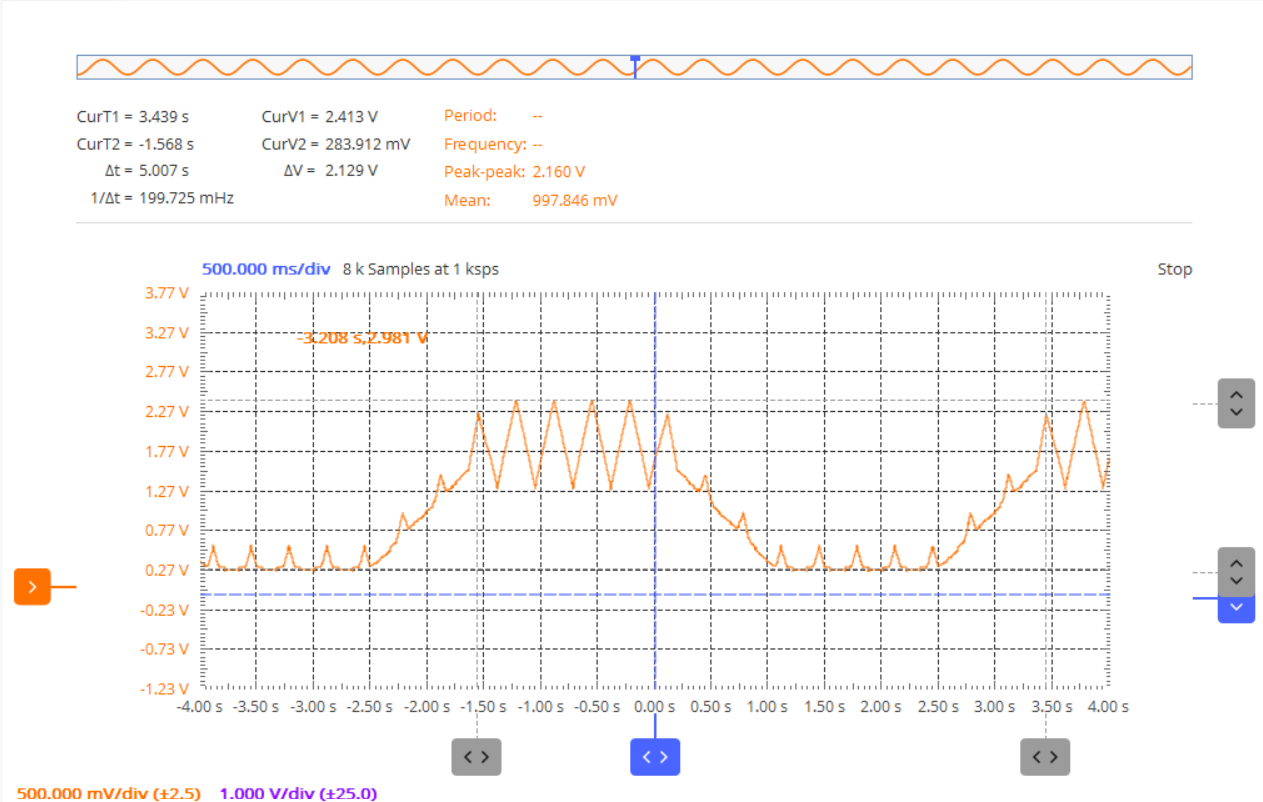 CurT1 = 3.439 s CurV1 = 2.413 V Period: --
CurT2 = -1.568 s CurV2 = 283.912 mV Frequency: --
Δt = 5.007 s ΔV = 2.129 V Peak-peak: 2.160 V
1/Δt = 199.725 mHz Mean: 997.846 mV
500.000 ms/div 8 k Samples at 1 ksps Stop
3.77 V
3.27 V
-3.208 s,2.981 V
2.77 V
2.27 V
1.77 V
1.27 V
0.77 V
0.27 V
-0.23 V
-0.73 V
-1.23 V
-4.00 s -3.50 s -3.00 s -2.50 s -2.00 s -1.50 s -1.00 s -0.50 s 0.00 s 0.50 s 1.00 s 1.50 s 2.00 s 2.50 s 3.00 s 3.50 s 4.00 s
500.000 mV/div (±2.5) 1.000 V/div (±25.0)